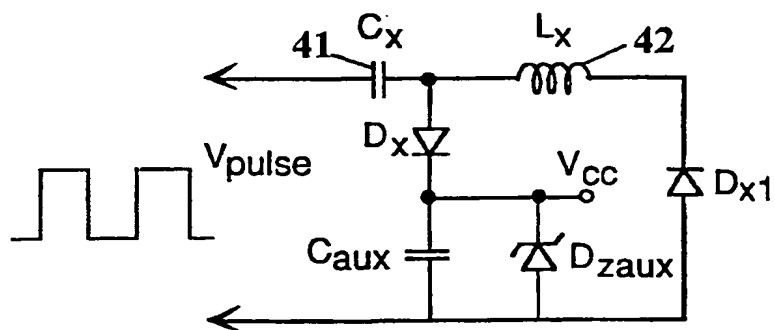 41 Cx Lx 42
Dx
Vpulse
Vcc
Dx1
Caux
Dzaux